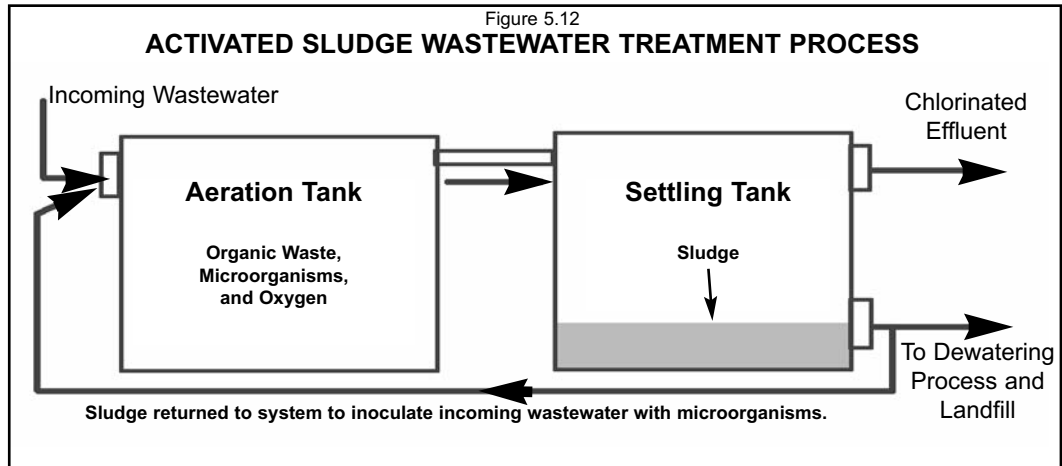 Figure 5.12
ACTIVATED SLUDGE WASTEWATER TREATMENT PROCESS
Incoming Wastewater
Chlorinated
Effluent
Aeration Tank
Settling Tank
Organic Waste,
Microorganisms,
and Oxygen
Sludge
To Dewatering
Process and
Landfill
Sludge returned to system to inoculate incoming wastewater with microorganisms.